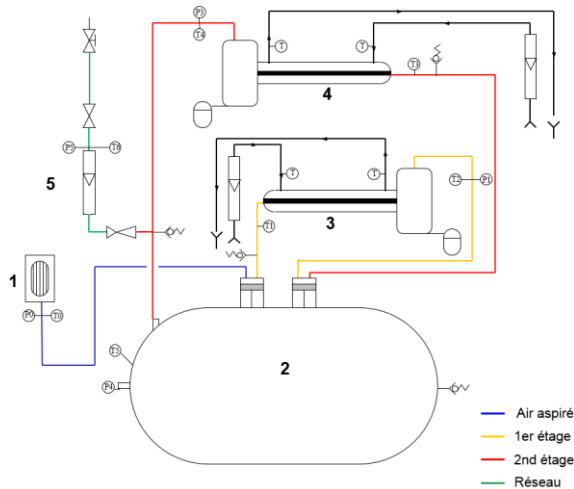 P3
T4
T
T
T3
4
P5
T6
5
T
T
T2
P1
3
T1
1
P0
T0
T5
P4
2
Air aspiré
1er étage
2nd étage
Réseau